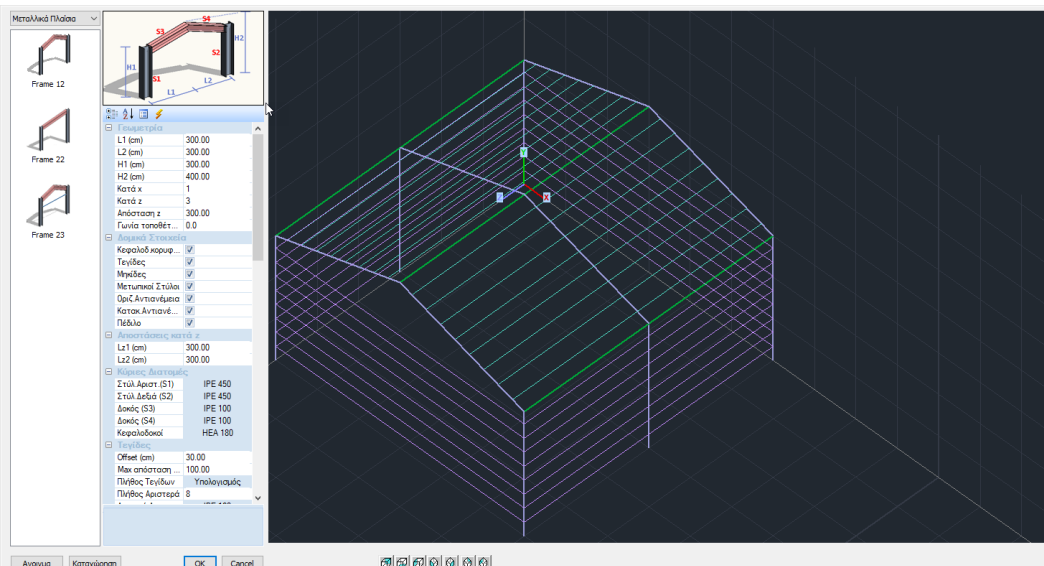 Μεταλλικά Πλαίσια
Frame 12
Frame 22
Frame 23
S4
S3
H2
S2
H1
S1
L2
L1
Γεωμετρία
L1 (cm) 300.00
L2 (cm) 300.00
H1 (cm) 300.00
H2 (cm) 400.00
Κατά x 1
Κατά z 3
Απόσταση z 300.00
Γωνία τοποθέτ... 0.0
Δομικά Στοιχεία
Κεφαλοδ.κορυφ...
Τεγίδες
Μηκίδες
Μετωπικοί Στύλοι
Οριζ.Αντιανέμεια
Κατακ.Αντιανέ...
Πέδιλο
Αποστάσεις κατά z
Lz1 (cm) 300.00
Lz2 (cm) 300.00
Κύριες Διατομές
Στύλ.Αριστ.(S1) IPE 450
Στύλ.Δεξιά (S2) IPE 450
Δοκός (S3) IPE 100
Δοκός (S4) IPE 100
Κεφαλοδοκοί HEA 180
Τεγίδες
Offset (cm) 30.00
Max απόσταση ... 100.00
Πλήθος Τεγίδων Υπολογισμός
Πλήθος Αριστερά 8
Y
X
Z
Ανοιγμα Καταχώρηση OK Cancel